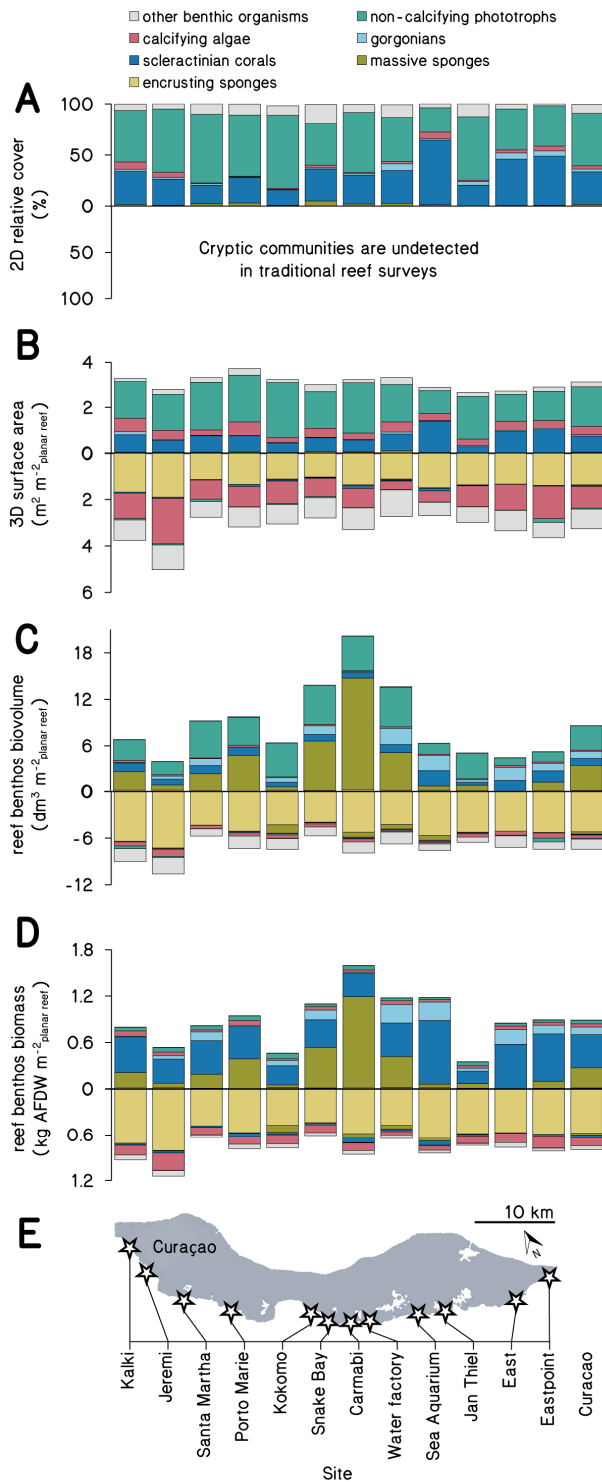 other benthic organisms
non-calcifying phototrophs
calcifying algae
gorgonians
scleractinian corals
massive sponges
encrusting sponges
A
2D relative cover
(%)
100
50
0
50
100
Cryptic communities are undetected
in traditional reef surveys
B
3D surface area
(m² m⁻²planar reef)
4
2
0
2
4
6
C
reef benthos biovolume
(dm³ m⁻²planar reef)
18
12
6
0
-6
-12
D
reef benthos biomass
(kg AFDW m⁻²planar reef)
1.8
1.2
0.6
0
0.6
1.2
E
10 km
Curaçao
N
Kalki
Jeremi
Santa Martha
Porto Marie
Kokomo
Snake Bay
Carmabi
Water factory
Sea Aquarium
Jan Thiel
East
Eastpoint
Curacao
Site